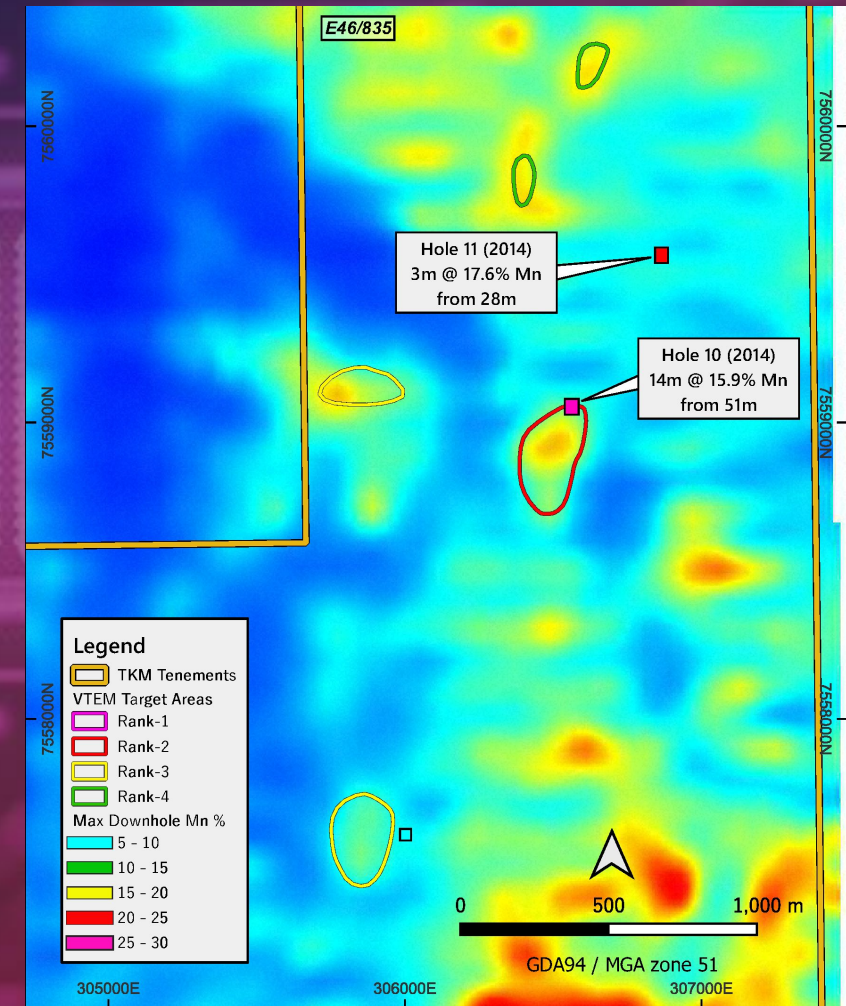 E46/835
7560000N
7560000N
Hole 11 (2014)
3m @ 17.6% Mn
from 28m
Hole 10 (2014)
14m @ 15.9% Mn
from 51m
7559000N
7559000N
Legend
TKM Tenements
VTEM Target Areas
Rank-1
Rank-2
Rank-3
Rank-4
Max Downhole Mn %
5 - 10
10 - 15
15 - 20
20 - 25
25 - 30
7558000N
7558000N
0 500 1,000 m
GDA94 / MGA zone 51
305000E 306000E 307000E